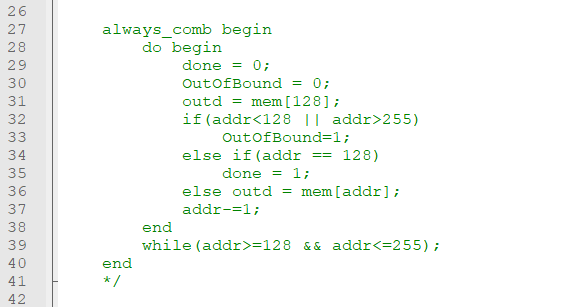 26
27 always_comb begin
28 do begin
29 done = 0;
30 OutOfBound = 0;
31 outd = mem[128];
32 if(addr<128 || addr>255)
33 OutOfBound=1;
34 else if(addr == 128)
35 done = 1;
36 else outd = mem[addr];
37 addr-=1;
38 end
39 while(addr>=128 && addr<=255);
40 end
41 */
42